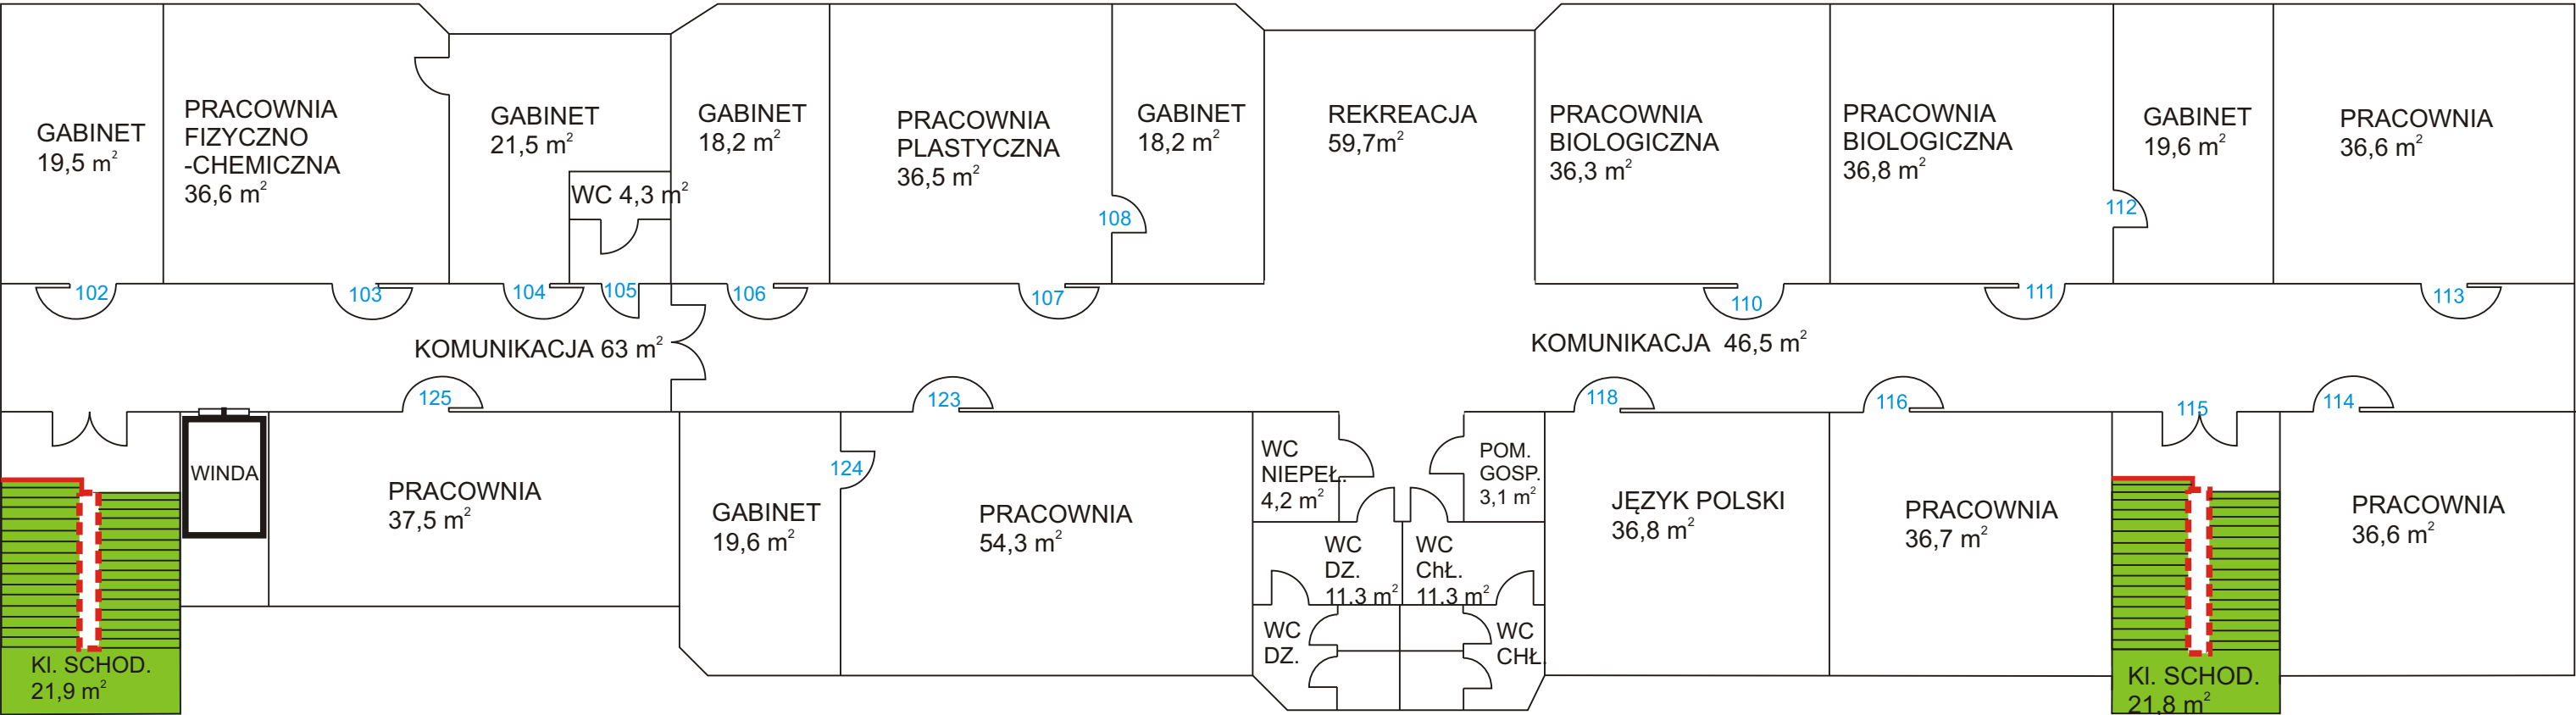 GABINET
19,5 m²
PRACOWNIA
FIZYCZNO
-CHEMICZNA
36,6 m²
GABINET
21,5 m²
WC 4,3 m²
GABINET
18,2 m²
PRACOWNIA
PLASTYCZNA
36,5 m²
GABINET
18,2 m²
REKREACJA
59,7m²
PRACOWNIA
BIOLOGICZNA
36,3 m²
PRACOWNIA
BIOLOGICZNA
36,8 m²
GABINET
19,6 m²
PRACOWNIA
36,6 m²
108
112
102
103
104
105
106
107
110
111
113
KOMUNIKACJA 63 m²
KOMUNIKACJA 46,5 m²
125
123
118
116
115
114
WINDA
PRACOWNIA
37,5 m²
GABINET
19,6 m²
124
PRACOWNIA
54,3 m²
WC
NIEPEŁ.
4,2 m²
POM.
GOSP.
3,1 m²
WC
DZ.
11,3 m²
WC
ChŁ.
11,3 m²
WC
DZ.
WC
CHŁ.
JĘZYK POLSKI
36,8 m²
PRACOWNIA
36,7 m²
PRACOWNIA
36,6 m²
Kl. SCHOD.
21,9 m²
Kl. SCHOD.
21,8 m²